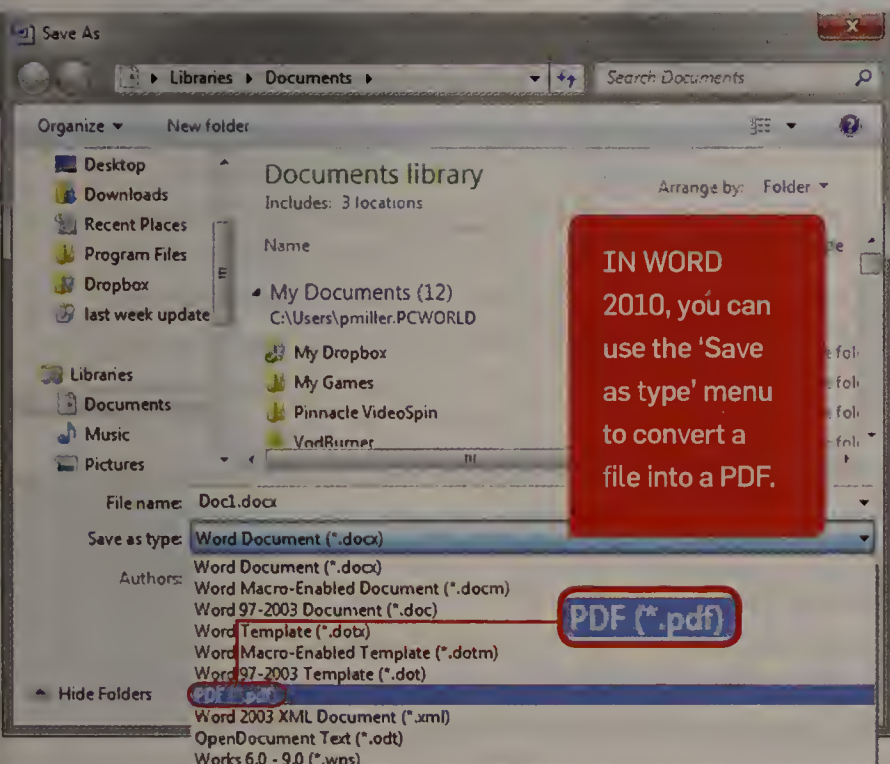 Save As
Libraries ▸ Documents ▸
Search Documents
Organize
New folder
Desktop
Downloads
Recent Places
Program Files
Dropbox
last week update
Libraries
Documents
Music
Pictures
Documents library
Includes: 3 locations
Arrange by: Folder
Name
My Documents (12)
C:\Users\pmiller.PCWORLD
My Dropbox
My Games
Pinnacle VideoSpin
VodBurner
IN WORD
2010, you can
use the ‘Save
as type’ menu
to convert a
file into a PDF.
File name: Doc1.docx
Save as type: Word Document (*.docx)
Authors:
Word Document (*.docx)
Word Macro-Enabled Document (*.docm)
Word 97-2003 Document (*.doc)
Word Template (*.dotx)
Word Macro-Enabled Template (*.dotm)
Word 97-2003 Template (*.dot)
PDF (*.pdf)
Word 2003 XML Document (*.xml)
OpenDocument Text (*.odt)
Works 6.0 - 9.0 (*.wps)
PDF (*.pdf)
Hide Folders